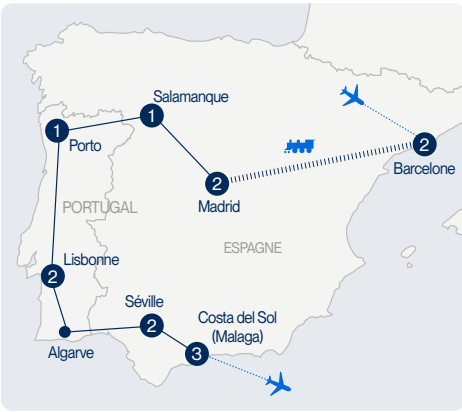 Salamanque
1
1
Porto
2
Barcelone
2
Madrid
PORTUGAL
ESPAGNE
Lisbonne
2
Séville
2
Costa del Sol
(Malaga)
3
Algarve